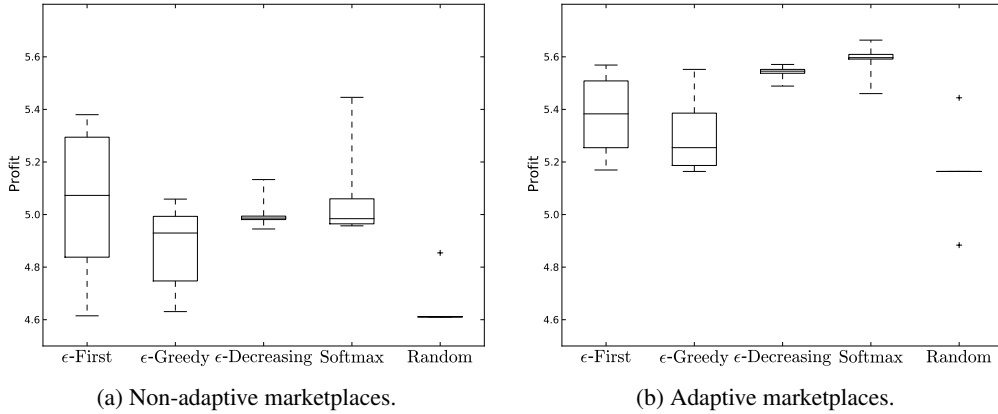 Profit
5.6
5.4
5.2
5.0
4.8
4.6
ϵ-First ϵ-Greedy ϵ-Decreasing Softmax Random
(a) Non-adaptive marketplaces.
Profit
5.6
5.4
5.2
5.0
4.8
4.6
ϵ-First ϵ-Greedy ϵ-Decreasing Softmax Random
(b) Adaptive marketplaces.